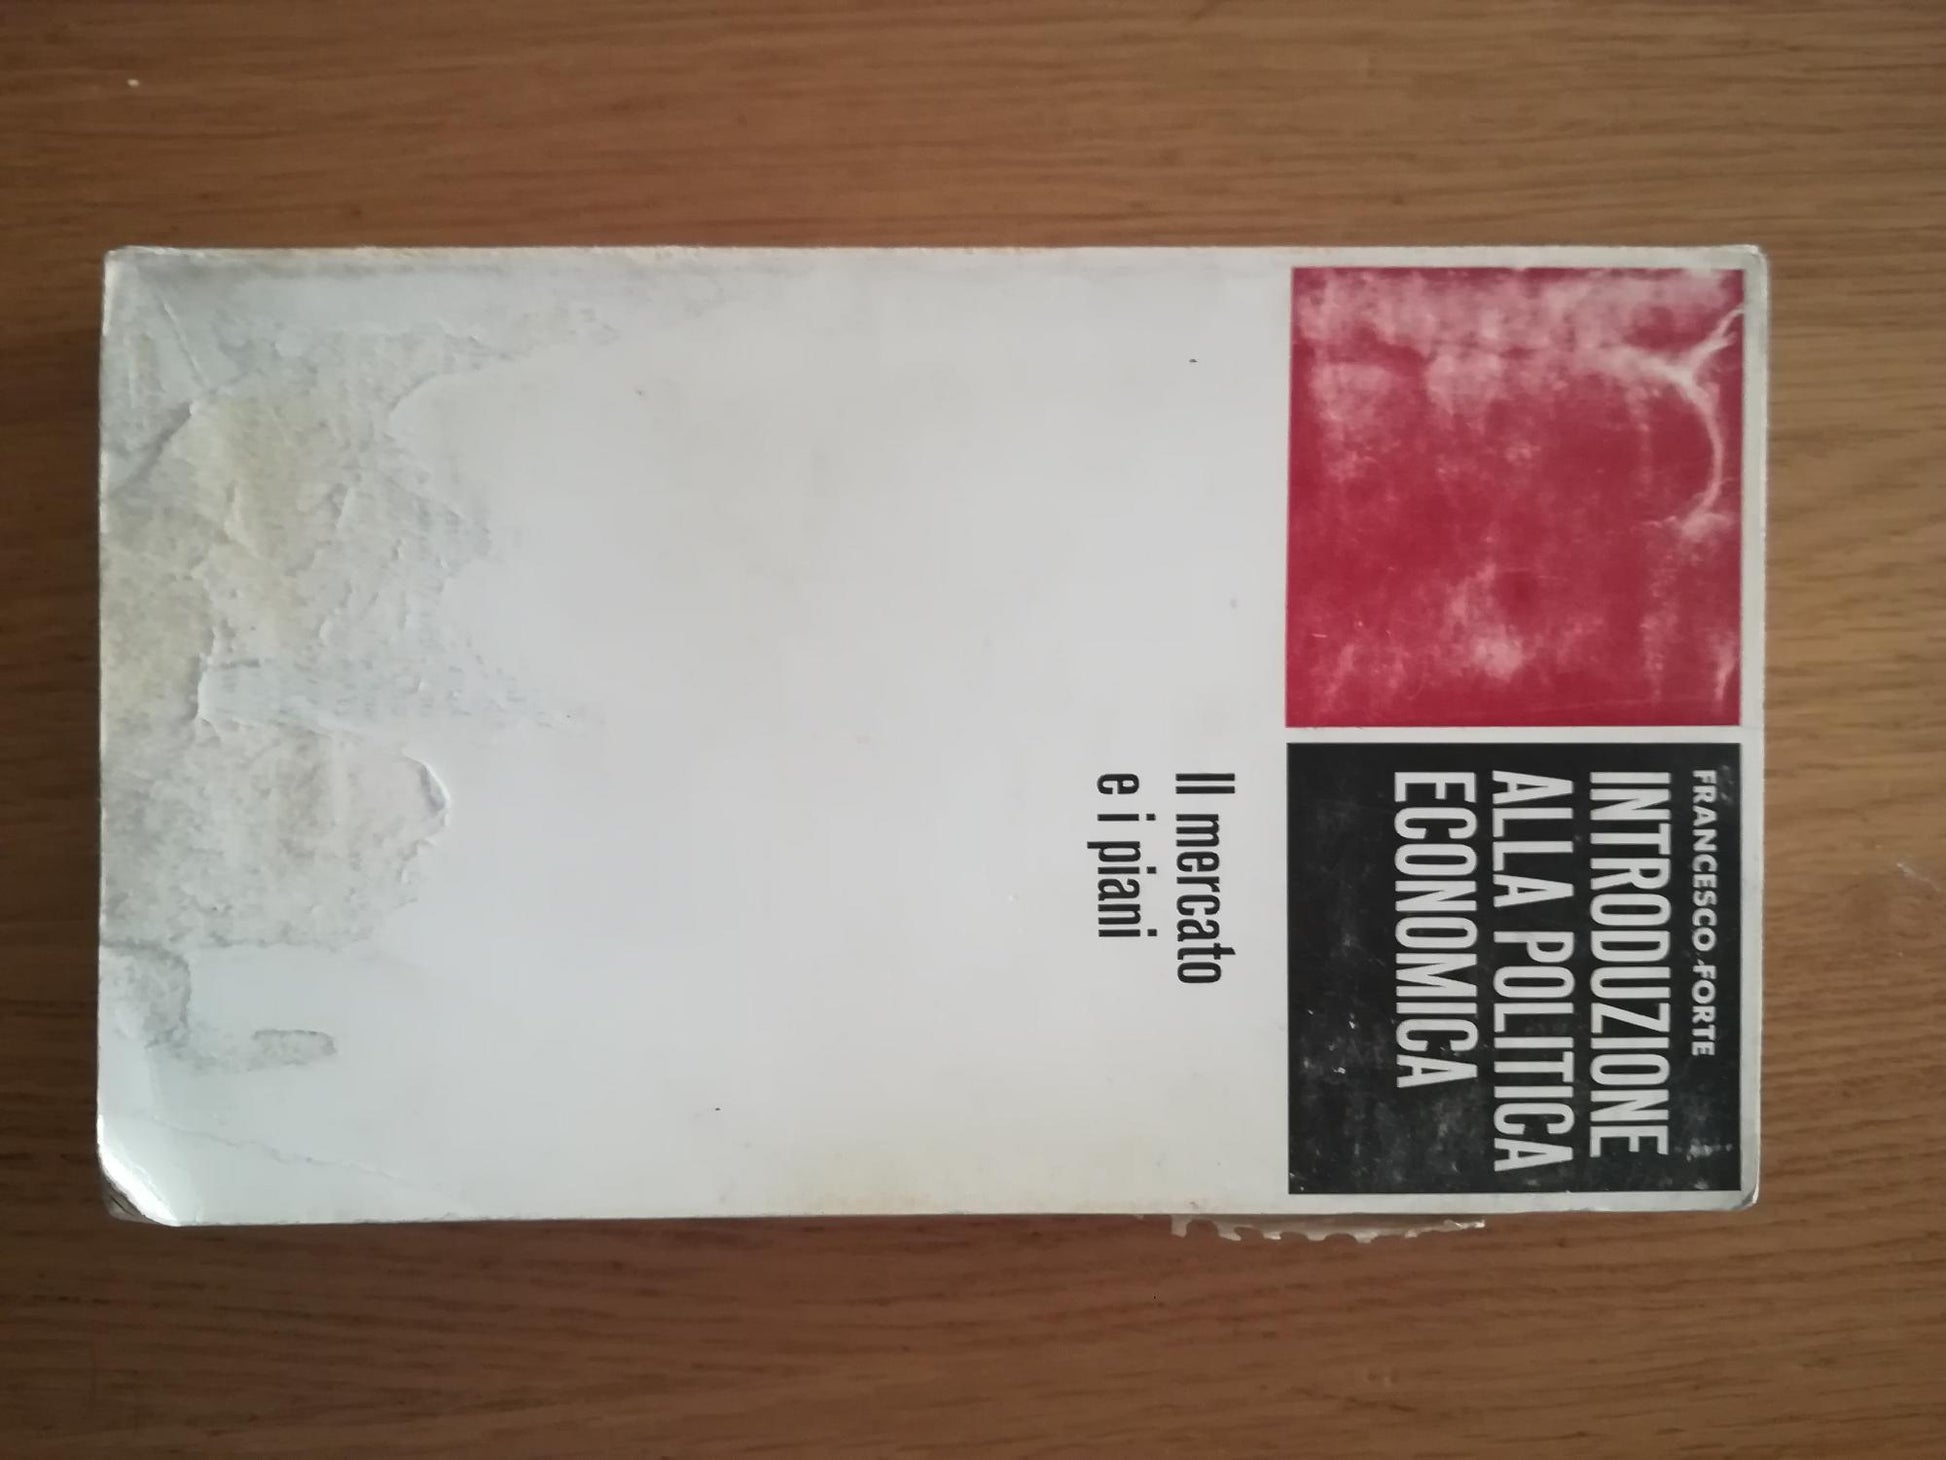 FRANCESCO FORTE
INTRODUZIONE
ALLA POLITICA
ECONOMICA
Il mercato
e i piani